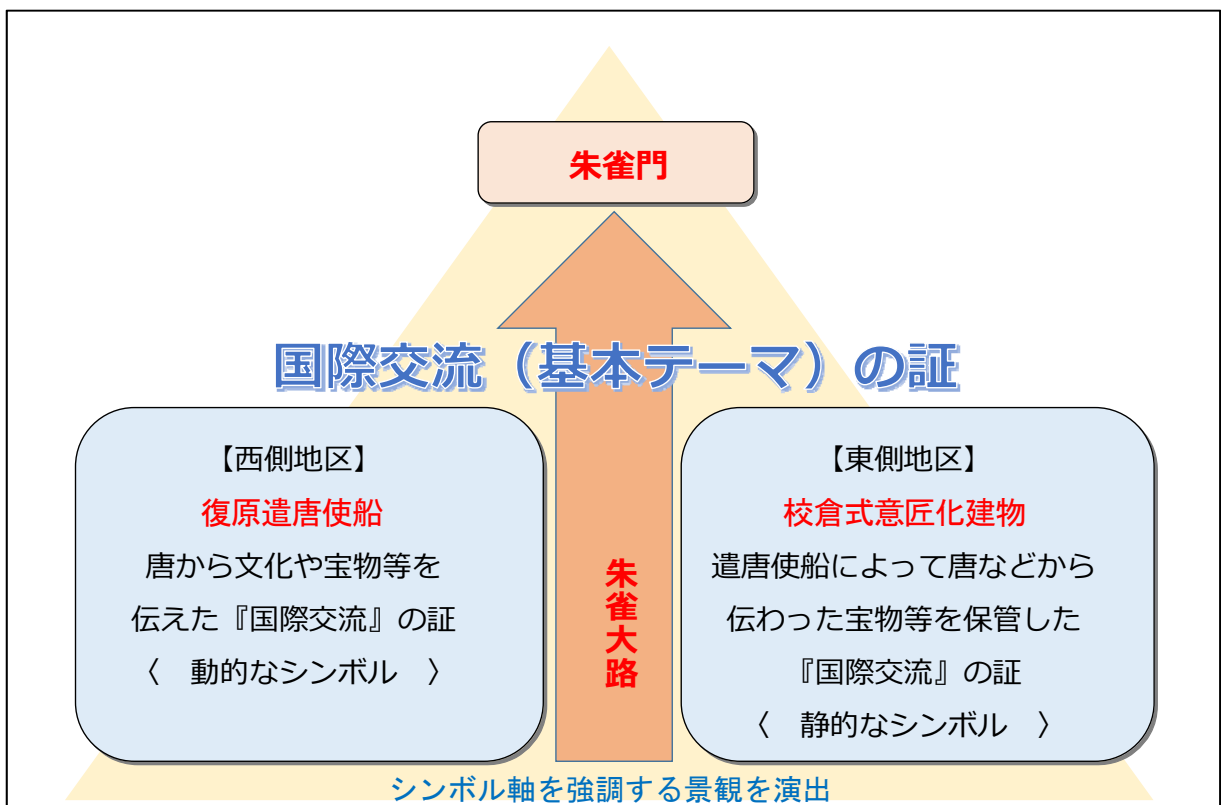 朱雀門
国際交流（基本テーマ）の証
【西側地区】
復原遣唐使船
唐から文化や宝物等を
伝えた『国際交流』の証
〈　動的なシンボル　〉
朱雀大路
【東側地区】
校倉式意匠化建物
遣唐使船によって唐などから
伝わった宝物等を保管した
『国際交流』の証
〈　静的なシンボル　〉
シンボル軸を強調する景観を演出